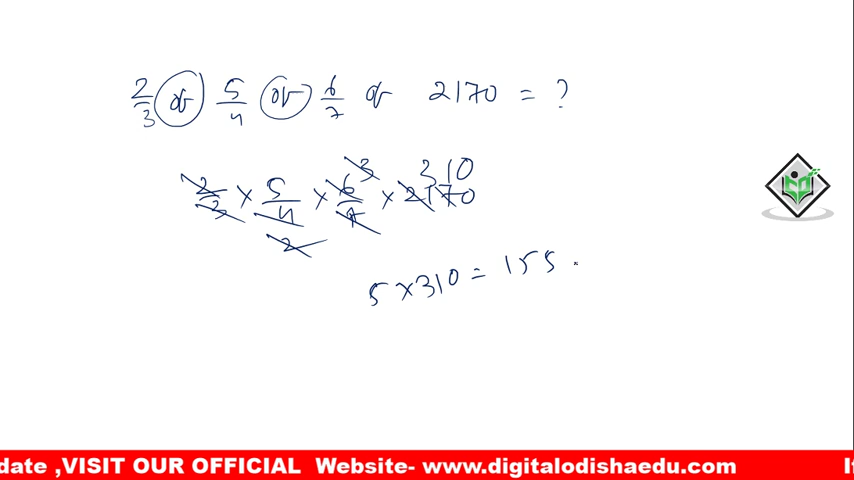 2/3 of 5/4 of 6/7 of 2170 = ?
3 310
2/3 × 5/4 × 6/7 × 2170
2
5 × 310 = 155
date ,VISIT OUR OFFICIAL Website- www.digitalodishaedu.com It